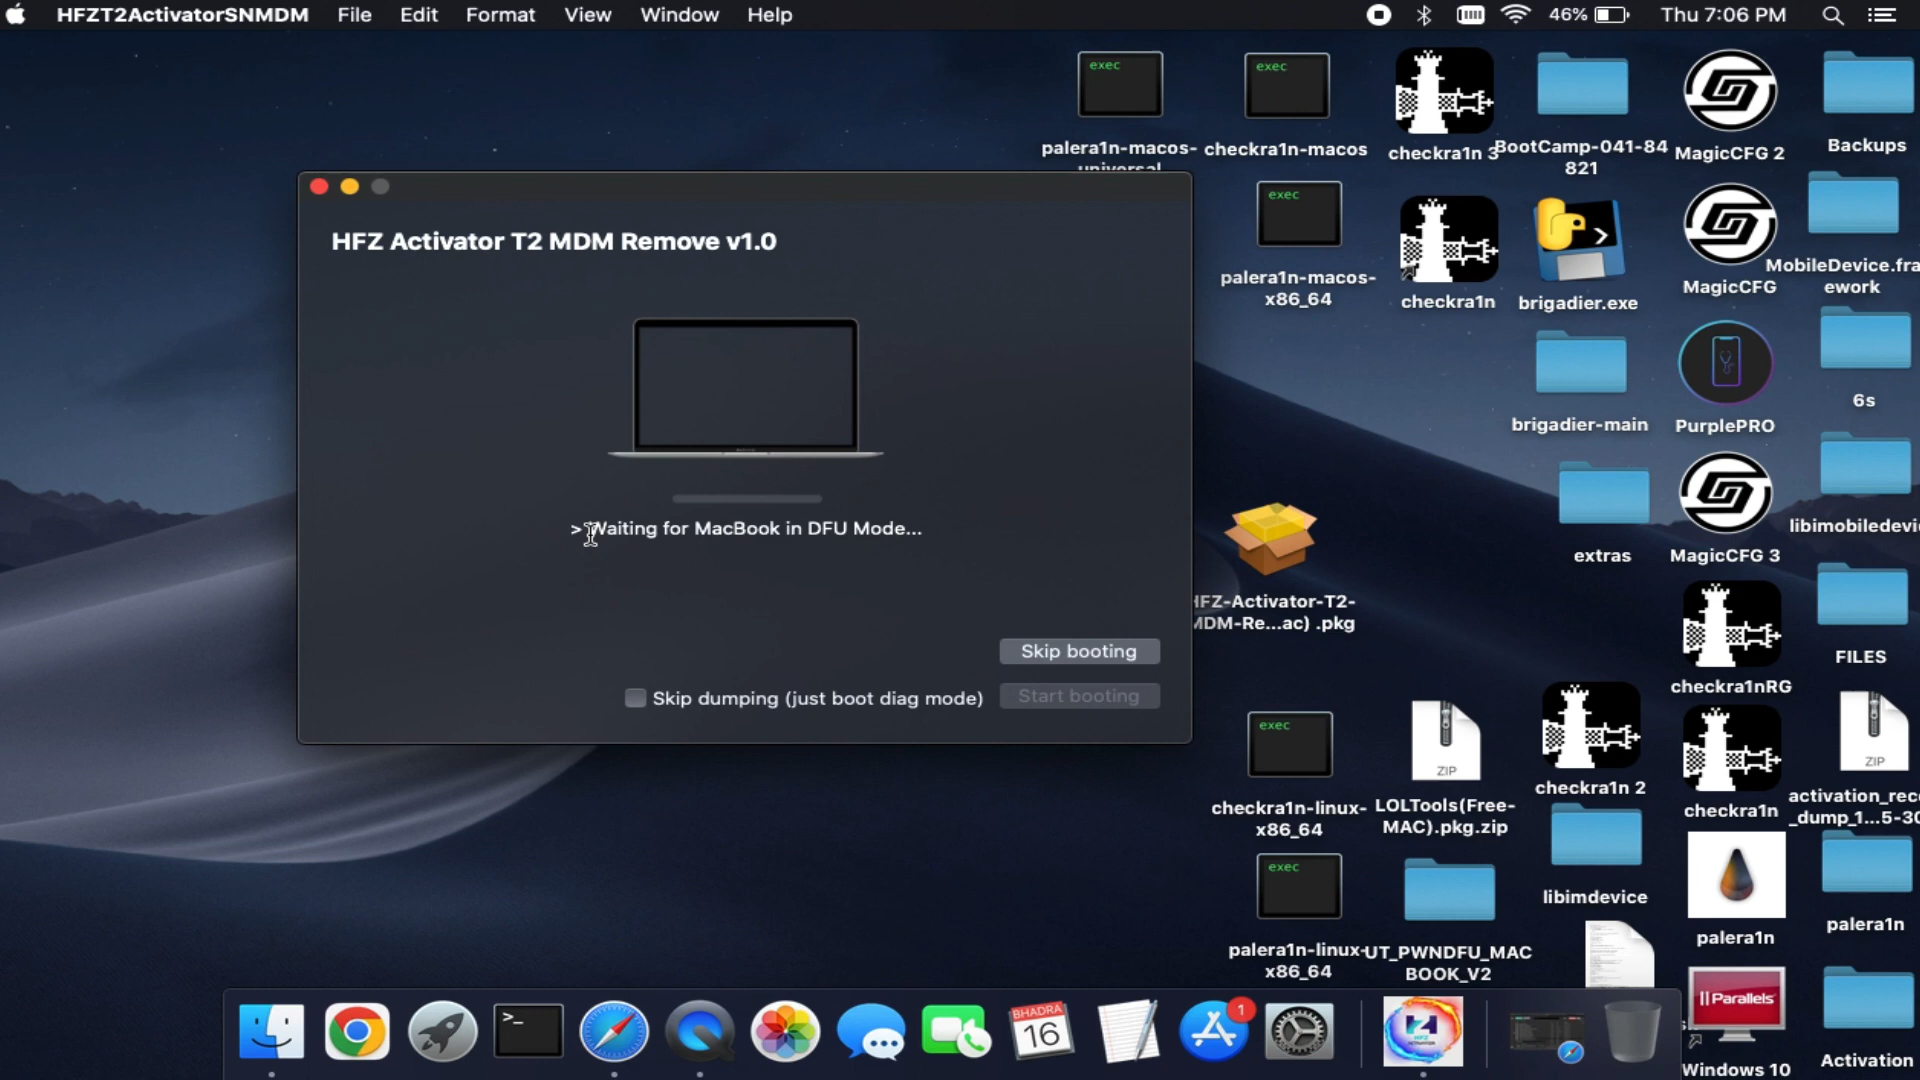 HFZT2ActivatorSNMDM File Edit Format View Window Help 46% Thu 7:06 PM
exec
exec
palera1n-macos-
universal
checkra1n-macos
checkra1n 3
BootCamp-041-84
821
MagicCFG 2
Backups
HFZ Activator T2 MDM Remove v1.0
exec
palera1n-macos-
x86_64
checkra1n
brigadier.exe
MagicCFG
MobileDevice.fra
ework
brigadier-main
PurplePRO
6s
> Waiting for MacBook in DFU Mode...
extras
MagicCFG 3
libimobiledevi
HFZ-Activator-T2-
MDM-Re...ac) .pkg
Skip booting
Skip dumping (just boot diag mode)
Start booting
checkra1nRG
FILES
exec
checkra1n-linux-
x86_64
ZIP
LOLTools(Free-
MAC).pkg.zip
checkra1n 2
checkra1n
ZIP
activation_rec
_dump_1...5-30
exec
palera1n-linux-
x86_64
UT_PWNDFU_MAC
BOOK_V2
libimdevice
palera1n
palera1n
>_
BHADRA
16
1
HFZ
ACTIVATOR
Parallels
Windows 10
Activation